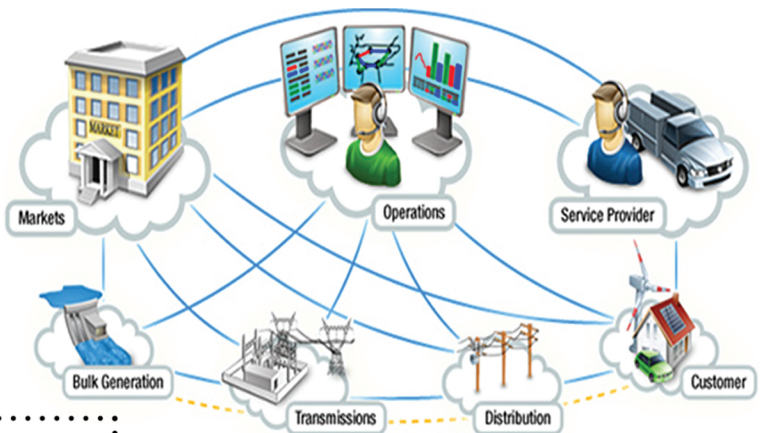 MARKET
Markets
Operations
Service Provider
Bulk Generation
Transmissions
Distribution
Customer